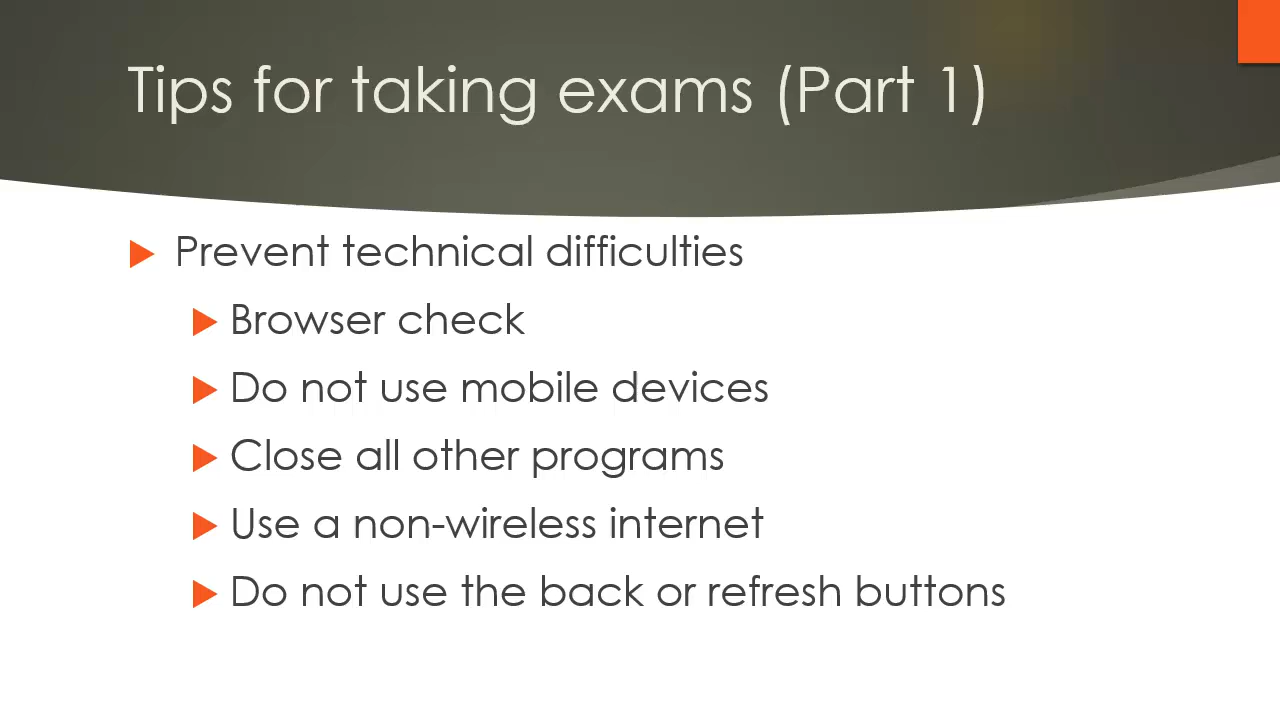 Tips for taking exams (Part 1)
Prevent technical difficulties
Browser check
Do not use mobile devices
Close all other programs
Use a non-wireless internet
Do not use the back or refresh buttons